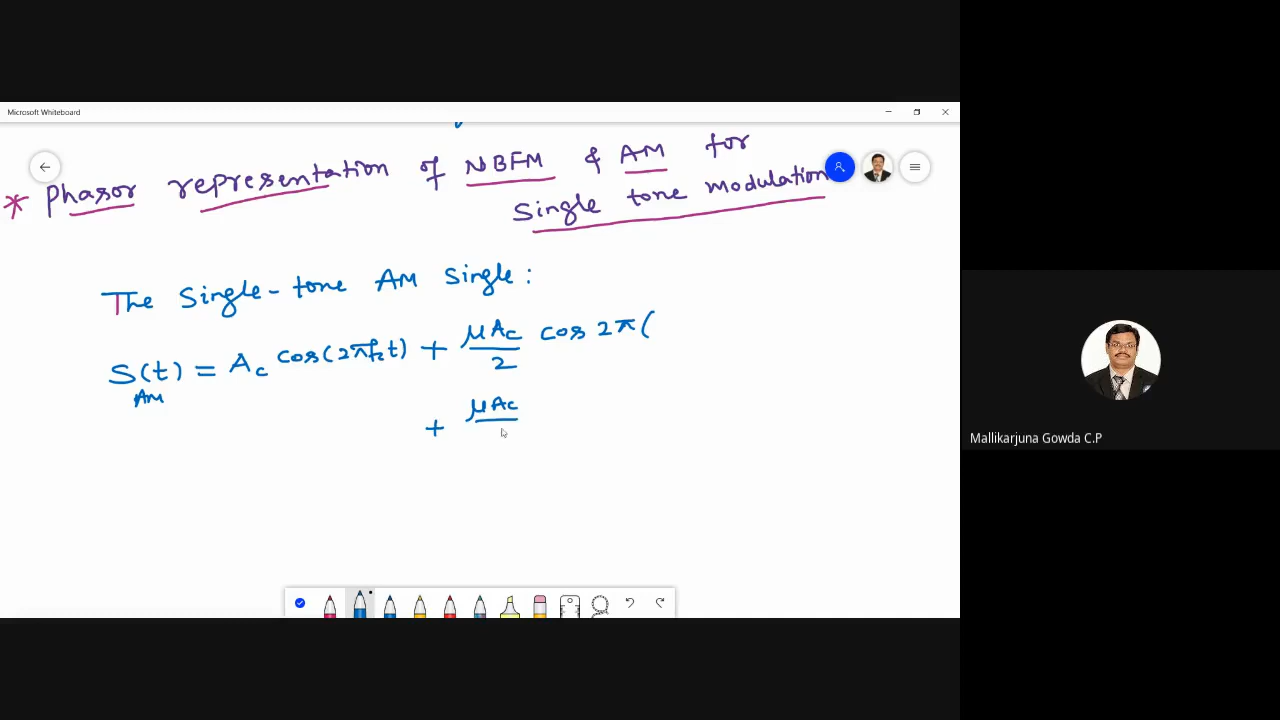 Microsoft Whiteboard
* Phasor representation of NBFM & AM for
Single tone modulation
The Single-tone AM Single:
S(t) = Ac cos(2πfct) + μAc/2 cos 2π(
AM
+ μAc
Mallikarjuna Gowda C.P